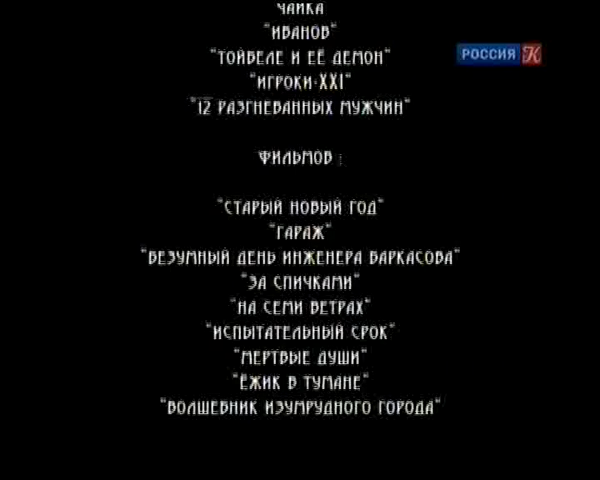 ЧАЙКА
"ИВАНОВ"
РОССИЯ К
"ТОЙБЕЛЕ И ЕЁ ДЕМОН"
"ИГРОКИ-XXI"
"12 РАЗГНЕВАННЫХ МУЖЧИН"
ФИЛЬМОВ :
"СТАРЫЙ НОВЫЙ ГОД"
"ГАРАЖ"
"БЕЗУМНЫЙ ДЕНЬ ИНЖЕНЕРА БАРКАСОВА"
"ЗА СПИЧКАМИ"
"НА СЕМИ ВЕТРАХ"
"ИСПЫТАТЕЛЬНЫЙ СРОК"
"МЕРТВЫЕ ДУШИ"
"ЁЖИК В ТУМАНЕ"
"ВОЛШЕБНИК ИЗУМРУДНОГО ГОРОДА"